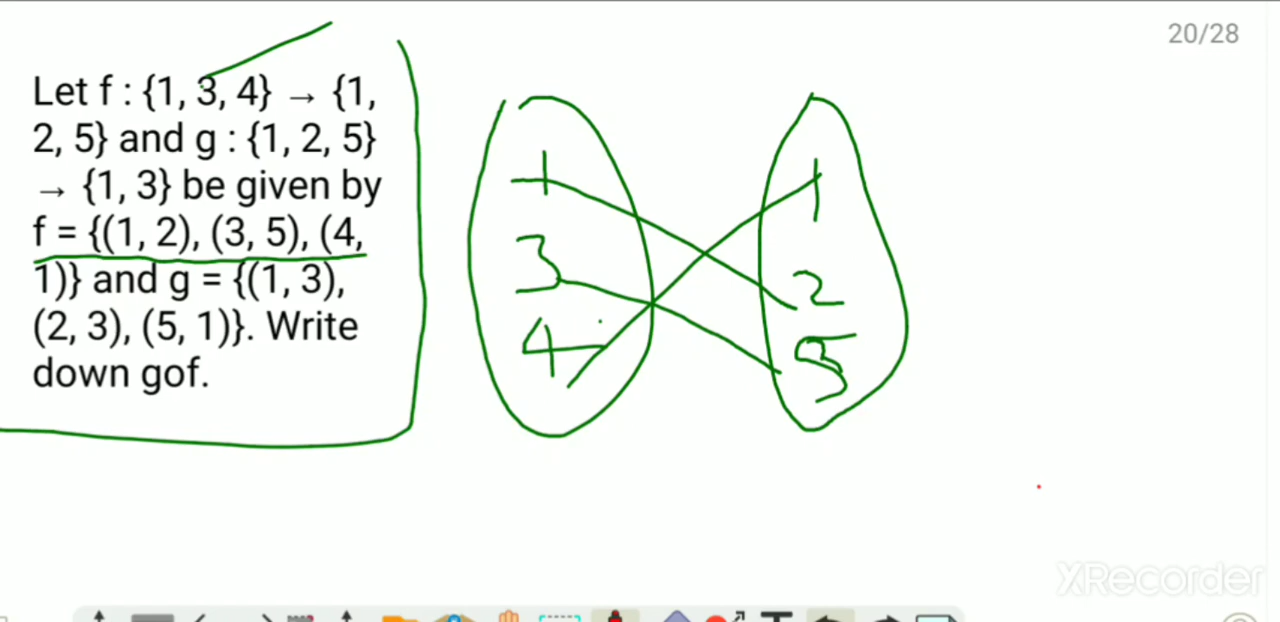 20/28
Let f : {1, 3, 4} → {1,
2, 5} and g : {1, 2, 5}
→ {1, 3} be given by
f = {(1, 2), (3, 5), (4,
1)} and g = {(1, 3),
(2, 3), (5, 1)}. Write
down gof.
1 1
3 2
4 5
XRecorder